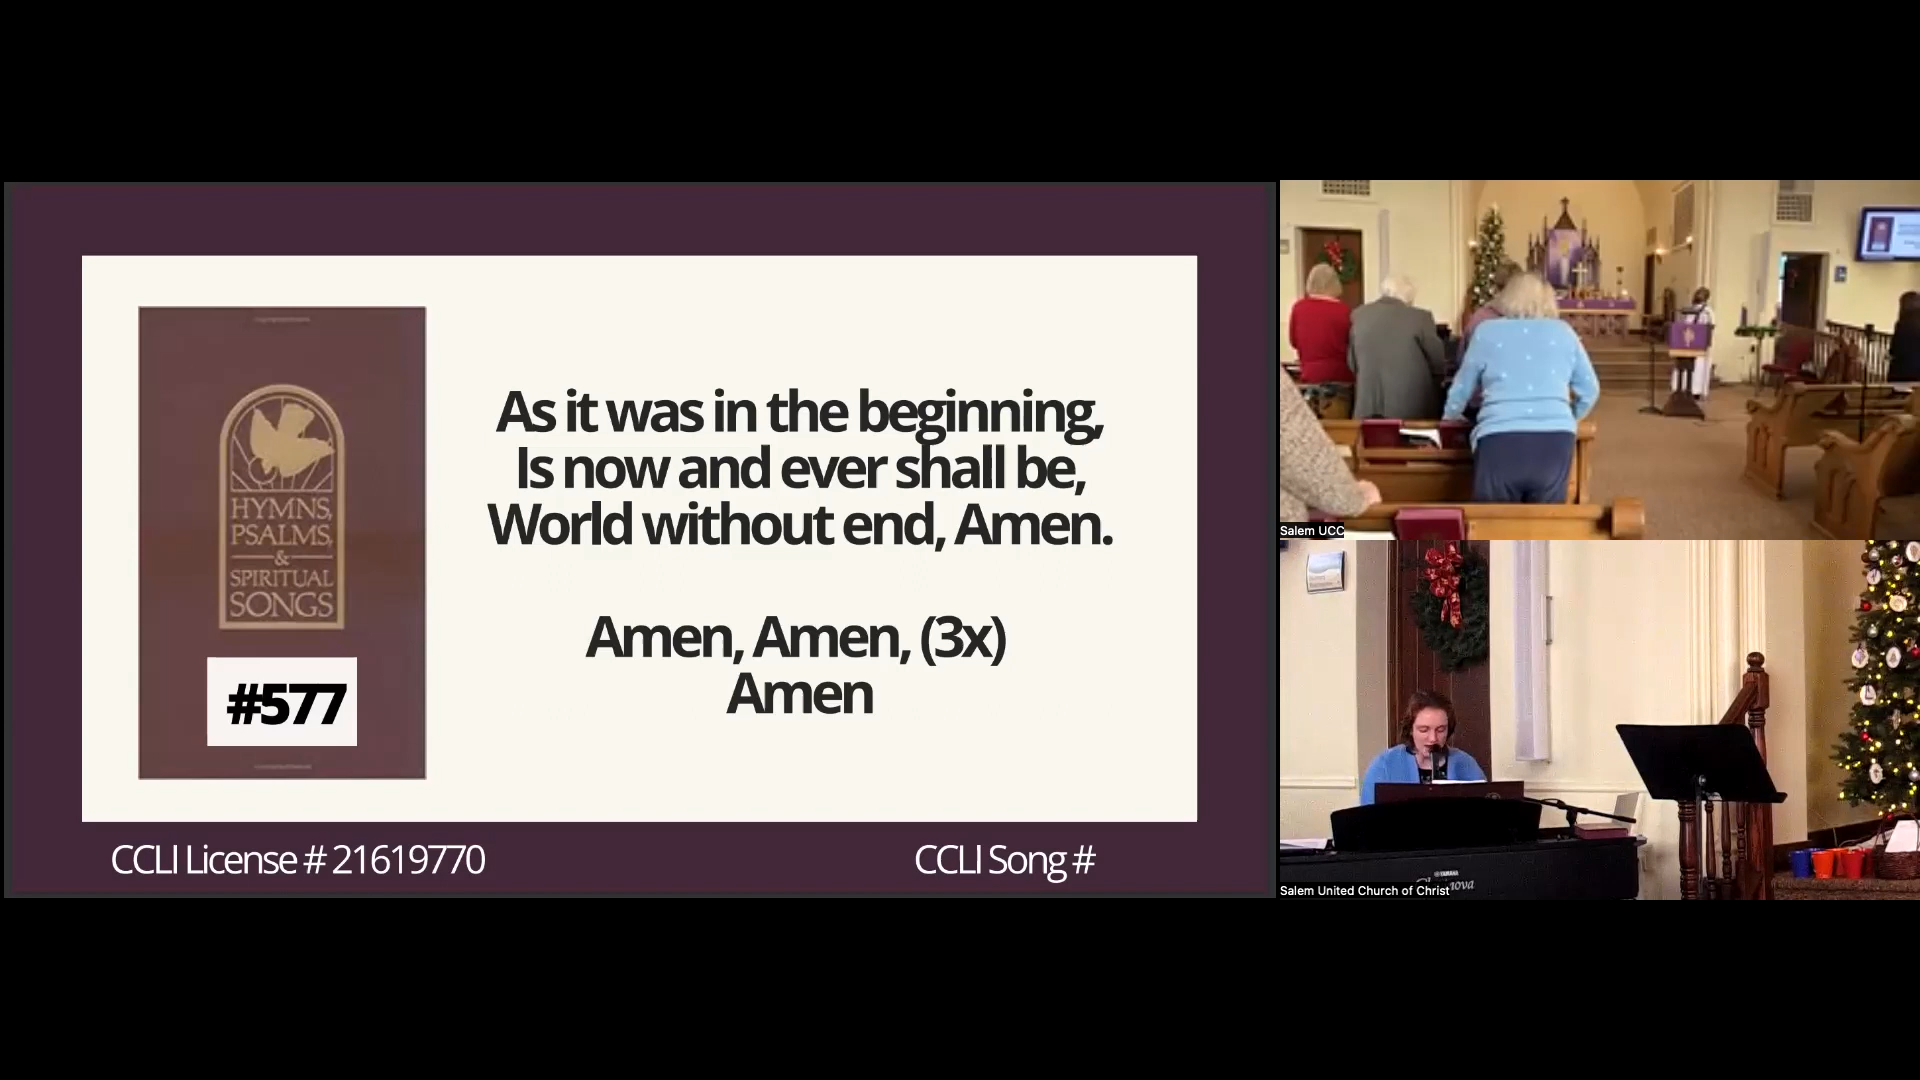 HYMNS,
PSALMS,
&
SPIRITUAL
SONGS
#577
As it was in the beginning,
Is now and ever shall be,
World without end, Amen.
Amen, Amen, (3x)
Amen
CCLI License # 21619770
CCLI Song #
Salem UCC
YAMAHA
Salem United Church of Christ